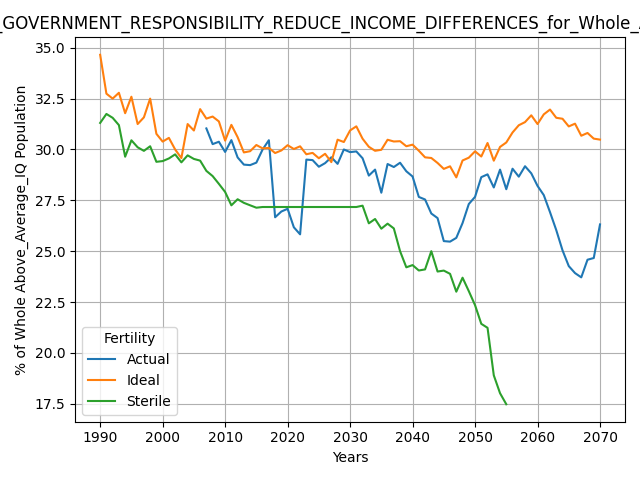 _GOVERNMENT_RESPONSIBILITY_REDUCE_INCOME_DIFFERENCES_for_Whole_
% of Whole Above_Average_IQ Population
35.0
32.5
30.0
27.5
25.0
22.5
20.0
17.5
Fertility
Actual
Ideal
Sterile
1990 2000 2010 2020 2030 2040 2050 2060 2070
Years